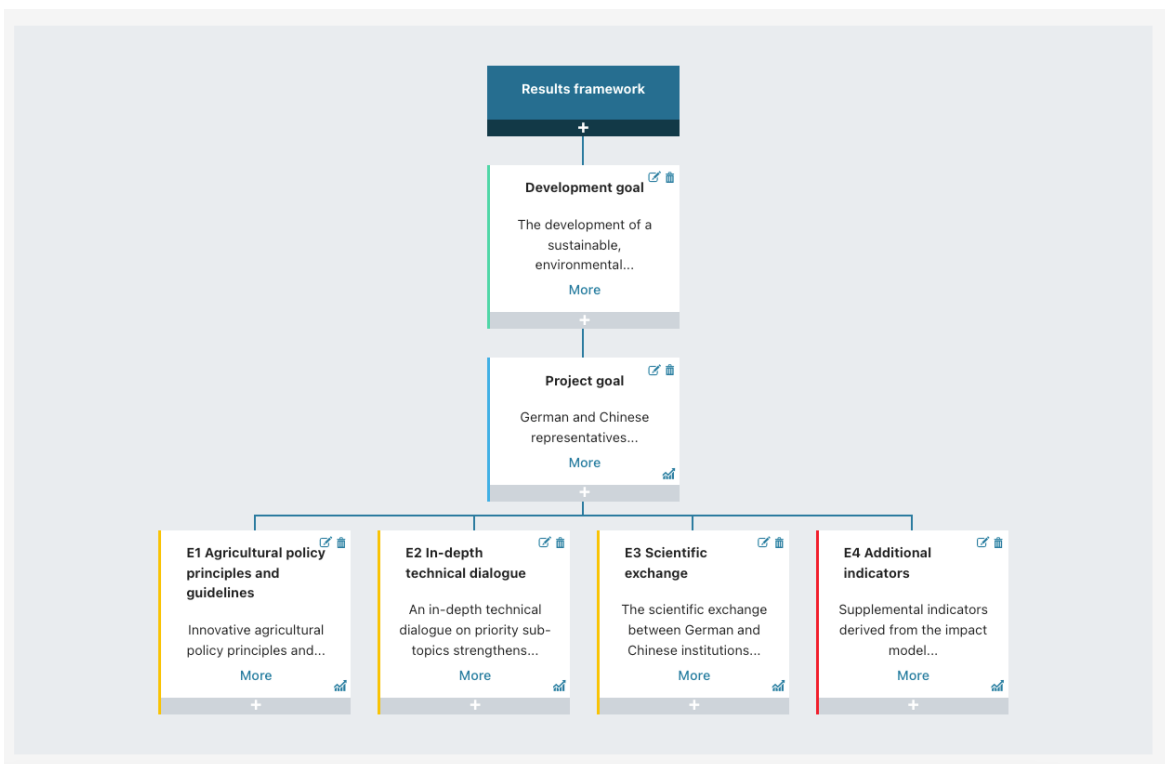 Results framework
+
Development goal
The development of a
sustainable,
environmental...
More
+
Project goal
German and Chinese
representatives...
More
+
E1 Agricultural policy
principles and
guidelines
Innovative agricultural
policy principles and...
More
+
E2 In-depth
technical dialogue
An in-depth technical
dialogue on priority sub-
topics strengthens...
More
+
E3 Scientific
exchange
The scientific exchange
between German and
Chinese institutions...
More
+
E4 Additional
indicators
Supplemental indicators
derived from the impact
model...
More
+